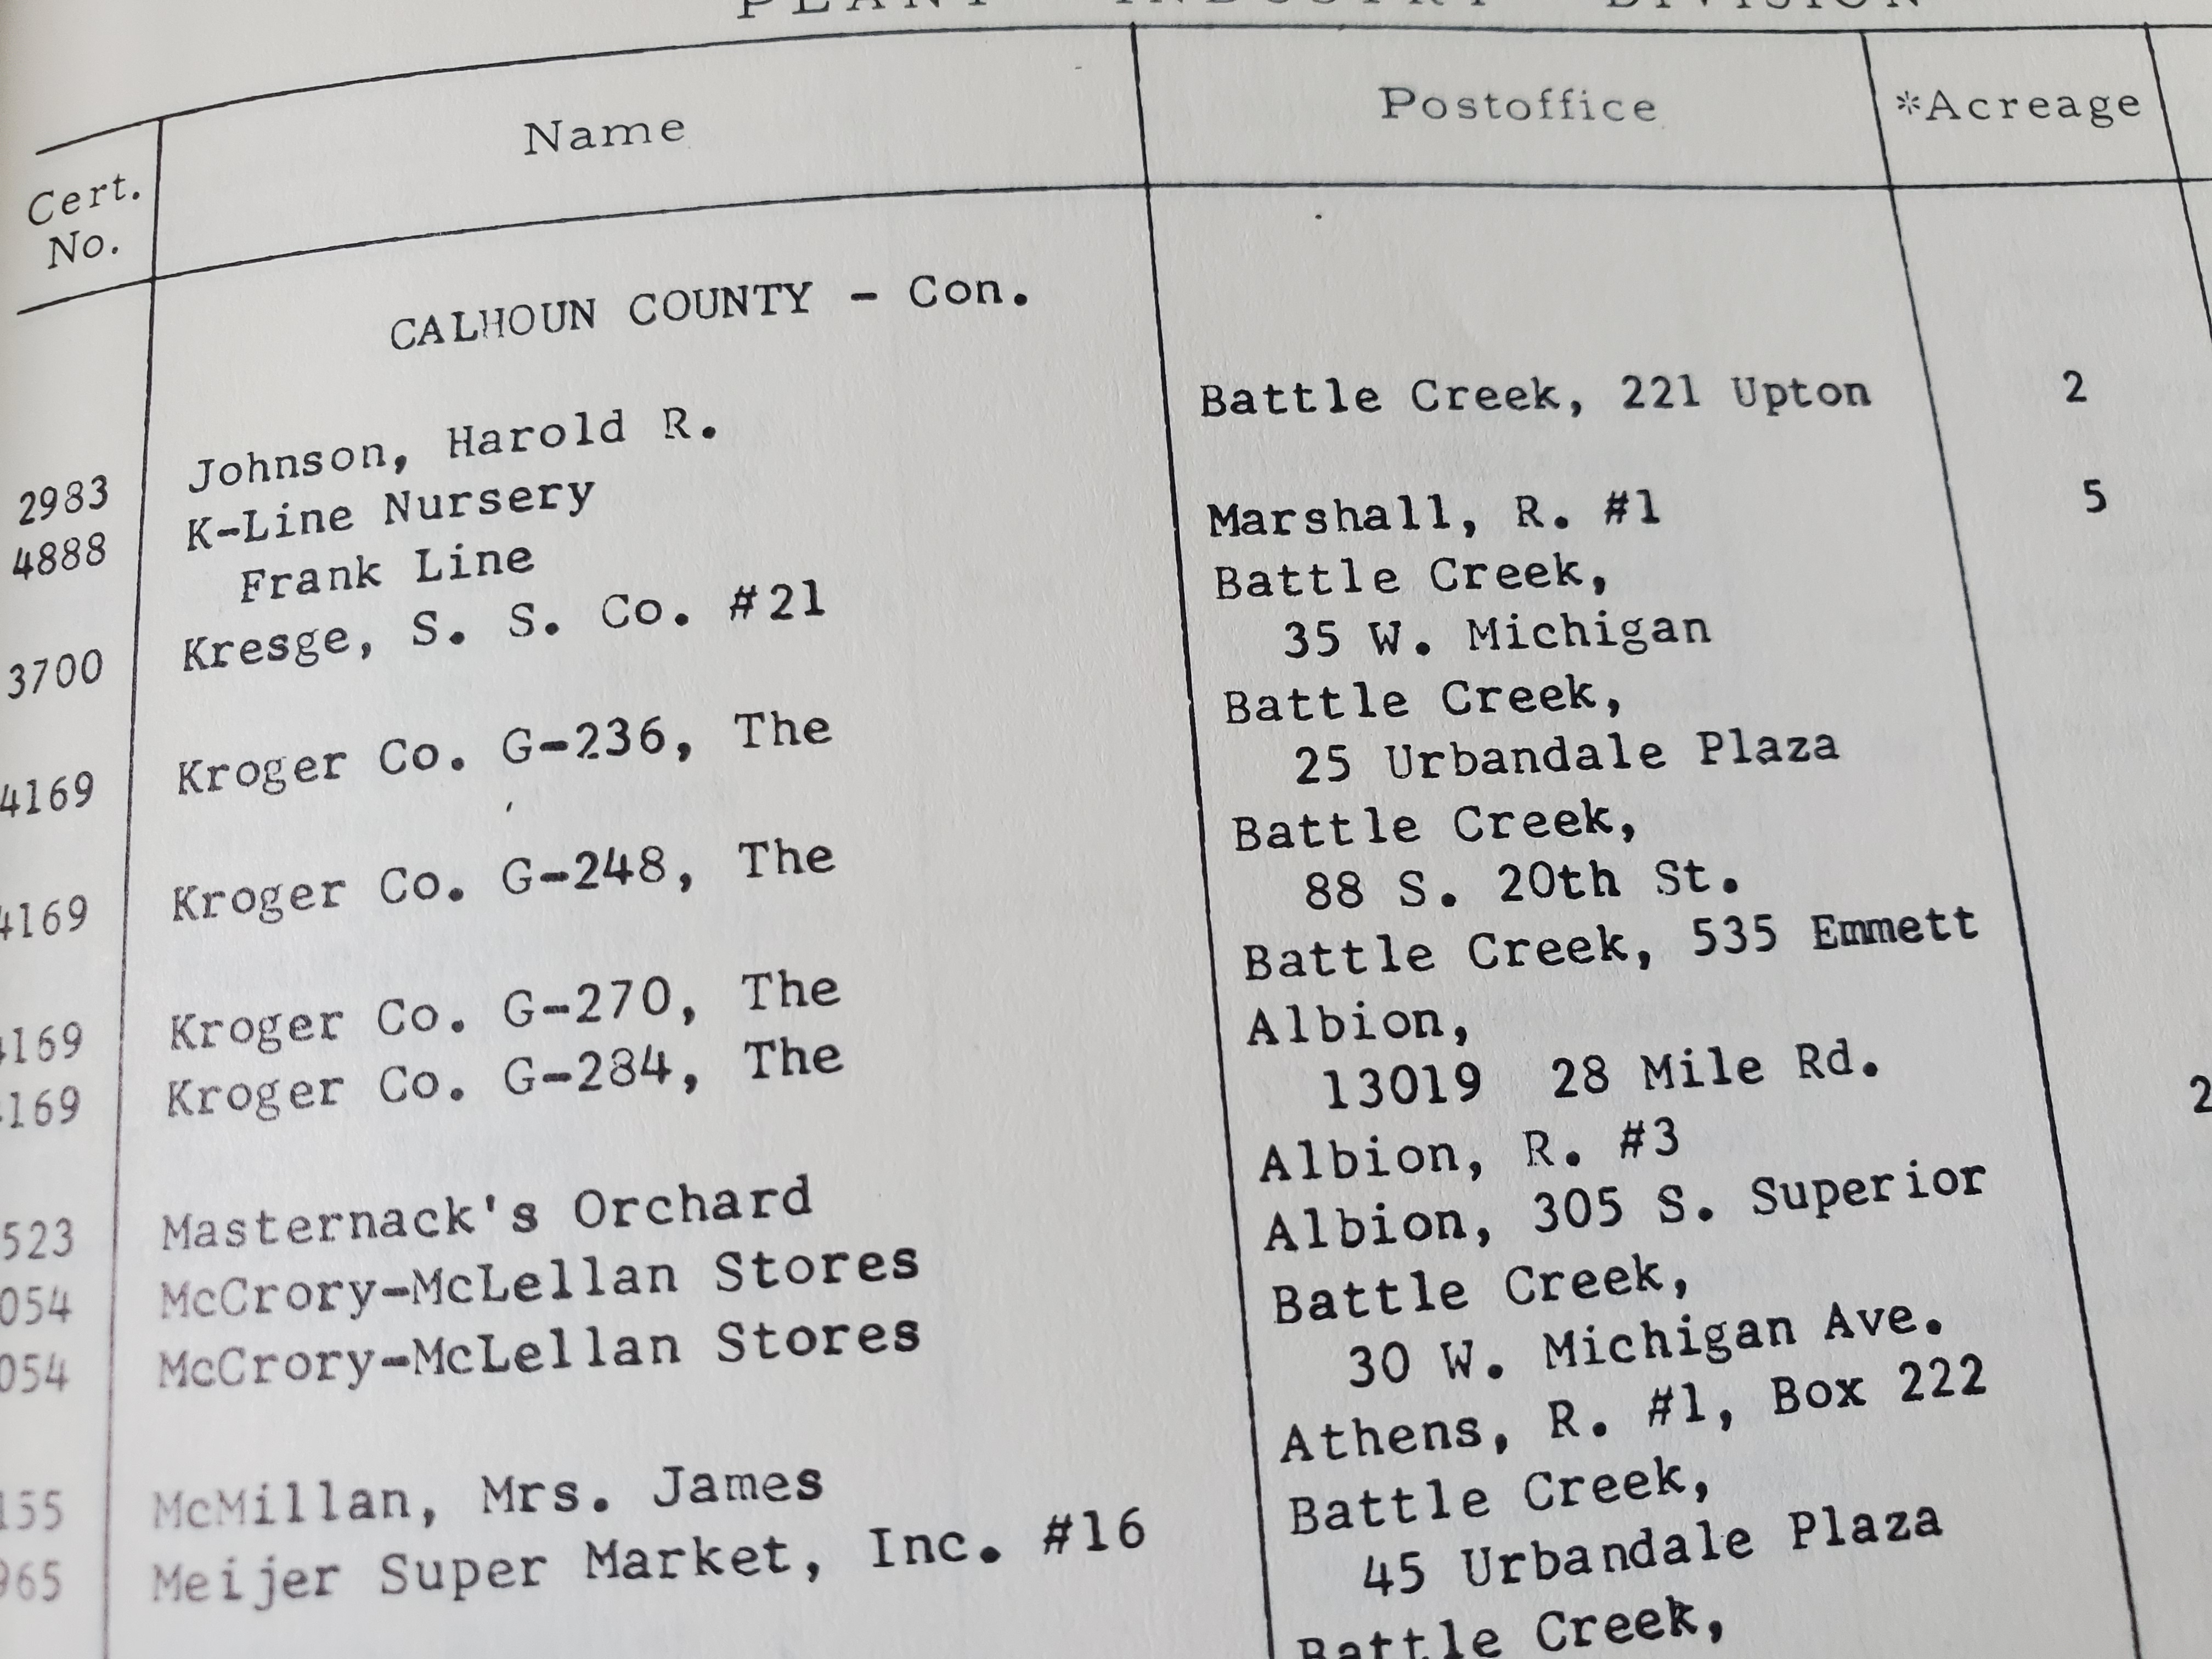 PLANT INDUSTRY DIVISION
Cert. No. Name Postoffice *Acreage
CALHOUN COUNTY - Con.
2983 Johnson, Harold R. Battle Creek, 221 Upton 2
4888 K-Line Nursery
Frank Line Marshall, R. #1 5
3700 Kresge, S. S. Co. #21 Battle Creek,
35 W. Michigan
4169 Kroger Co. G-236, The Battle Creek,
25 Urbandale Plaza
4169 Kroger Co. G-248, The Battle Creek,
88 S. 20th St.
169 Kroger Co. G-270, The Battle Creek, 535 Emmett
169 Kroger Co. G-284, The Albion,
13019 28 Mile Rd.
523 Masternack's Orchard Albion, R. #3 2
054 McCrory-McLellan Stores Albion, 305 S. Superior
054 McCrory-McLellan Stores Battle Creek,
30 W. Michigan Ave.
155 McMillan, Mrs. James Athens, R. #1, Box 222
965 Meijer Super Market, Inc. #16 Battle Creek,
45 Urbandale Plaza
Battle Creek,